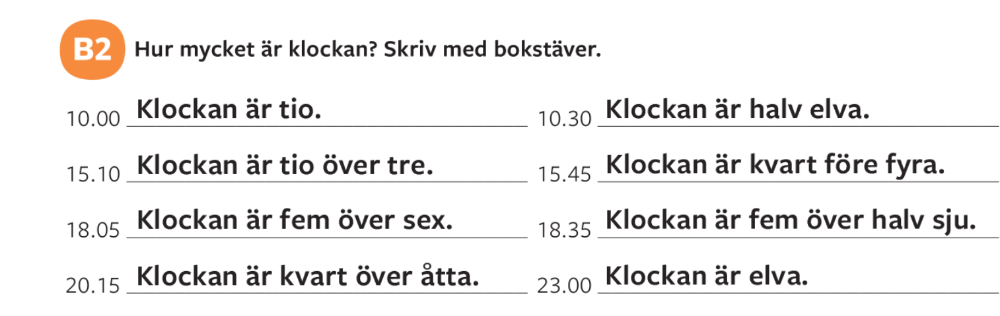 B2 Hur mycket är klockan? Skriv med bokstäver.
10.00 Klockan är tio. 10.30 Klockan är halv elva.
15.10 Klockan är tio över tre. 15.45 Klockan är kvart före fyra.
18.05 Klockan är fem över sex. 18.35 Klockan är fem över halv sju.
20.15 Klockan är kvart över åtta. 23.00 Klockan är elva.